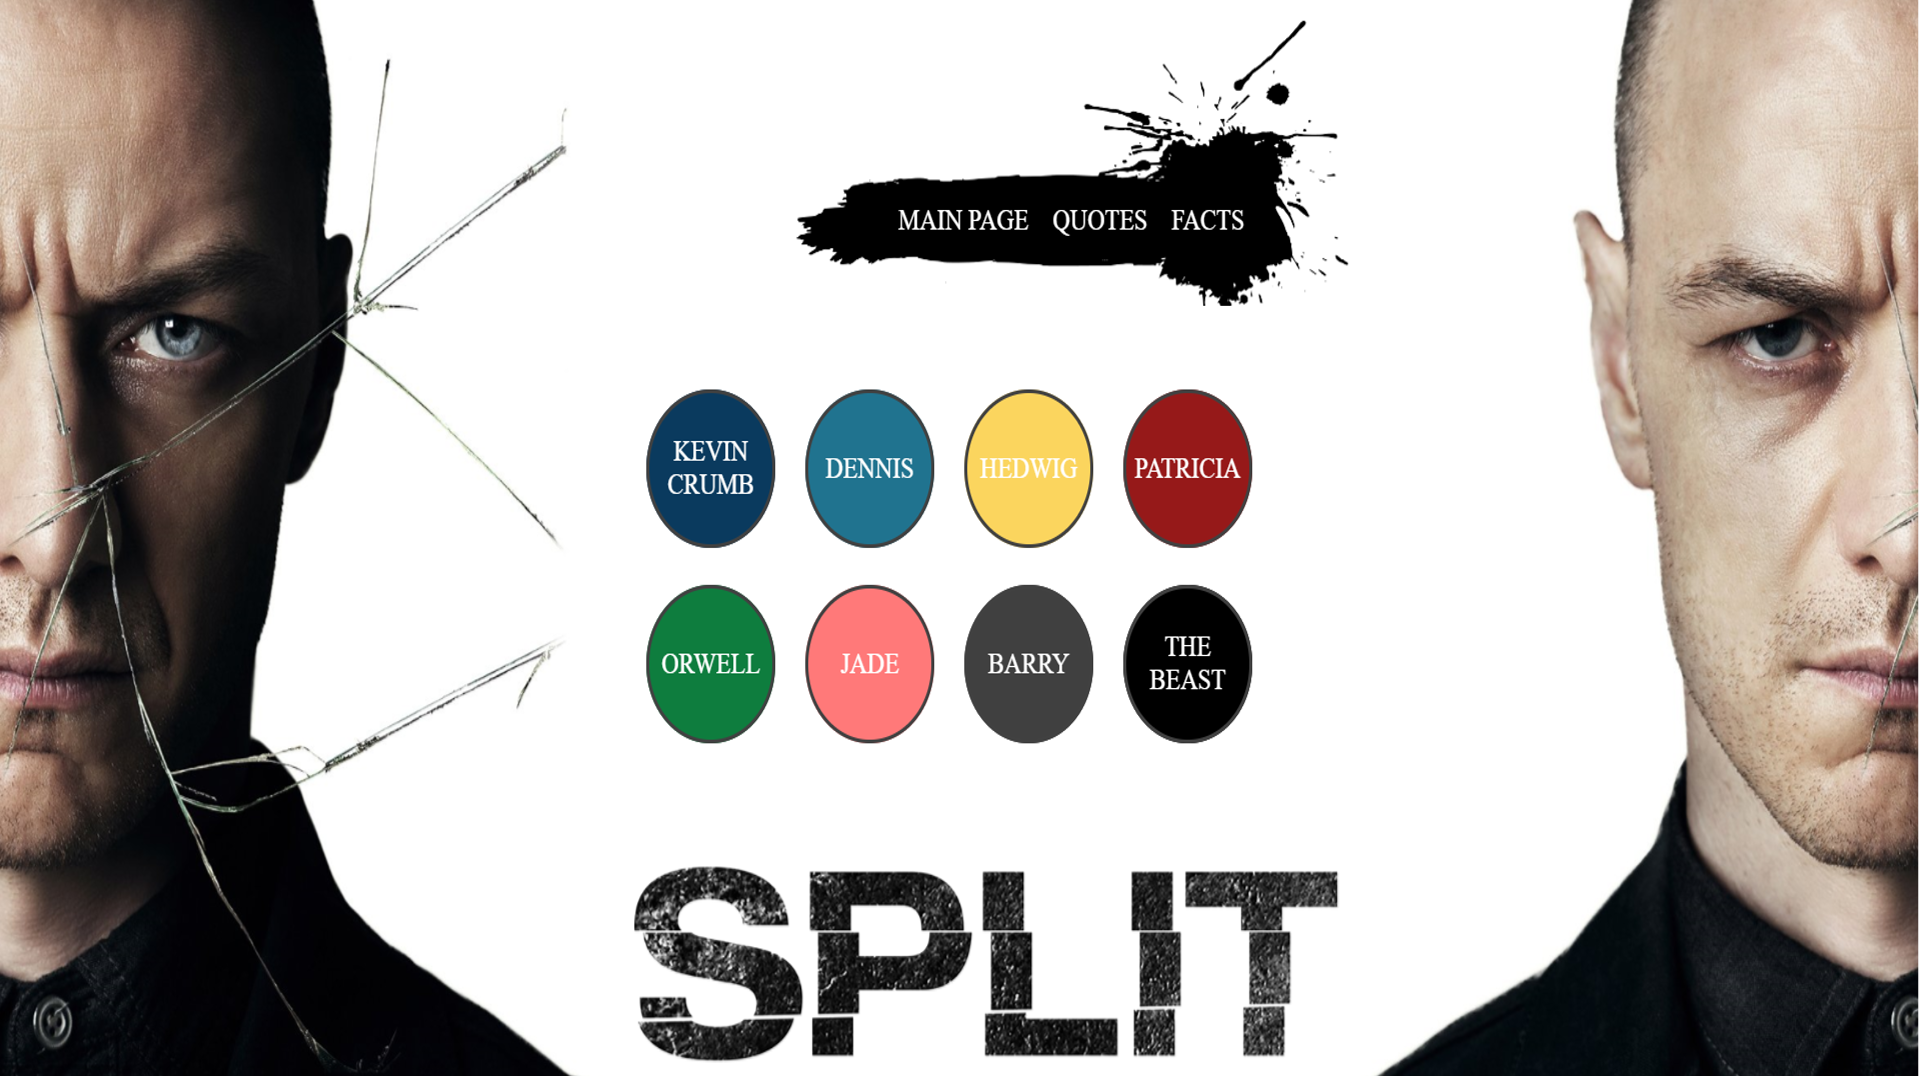 MAIN PAGE QUOTES FACTS
KEVIN
CRUMB
DENNIS
HEDWIG
PATRICIA
ORWELL
JADE
BARRY
THE
BEAST
SPLIT